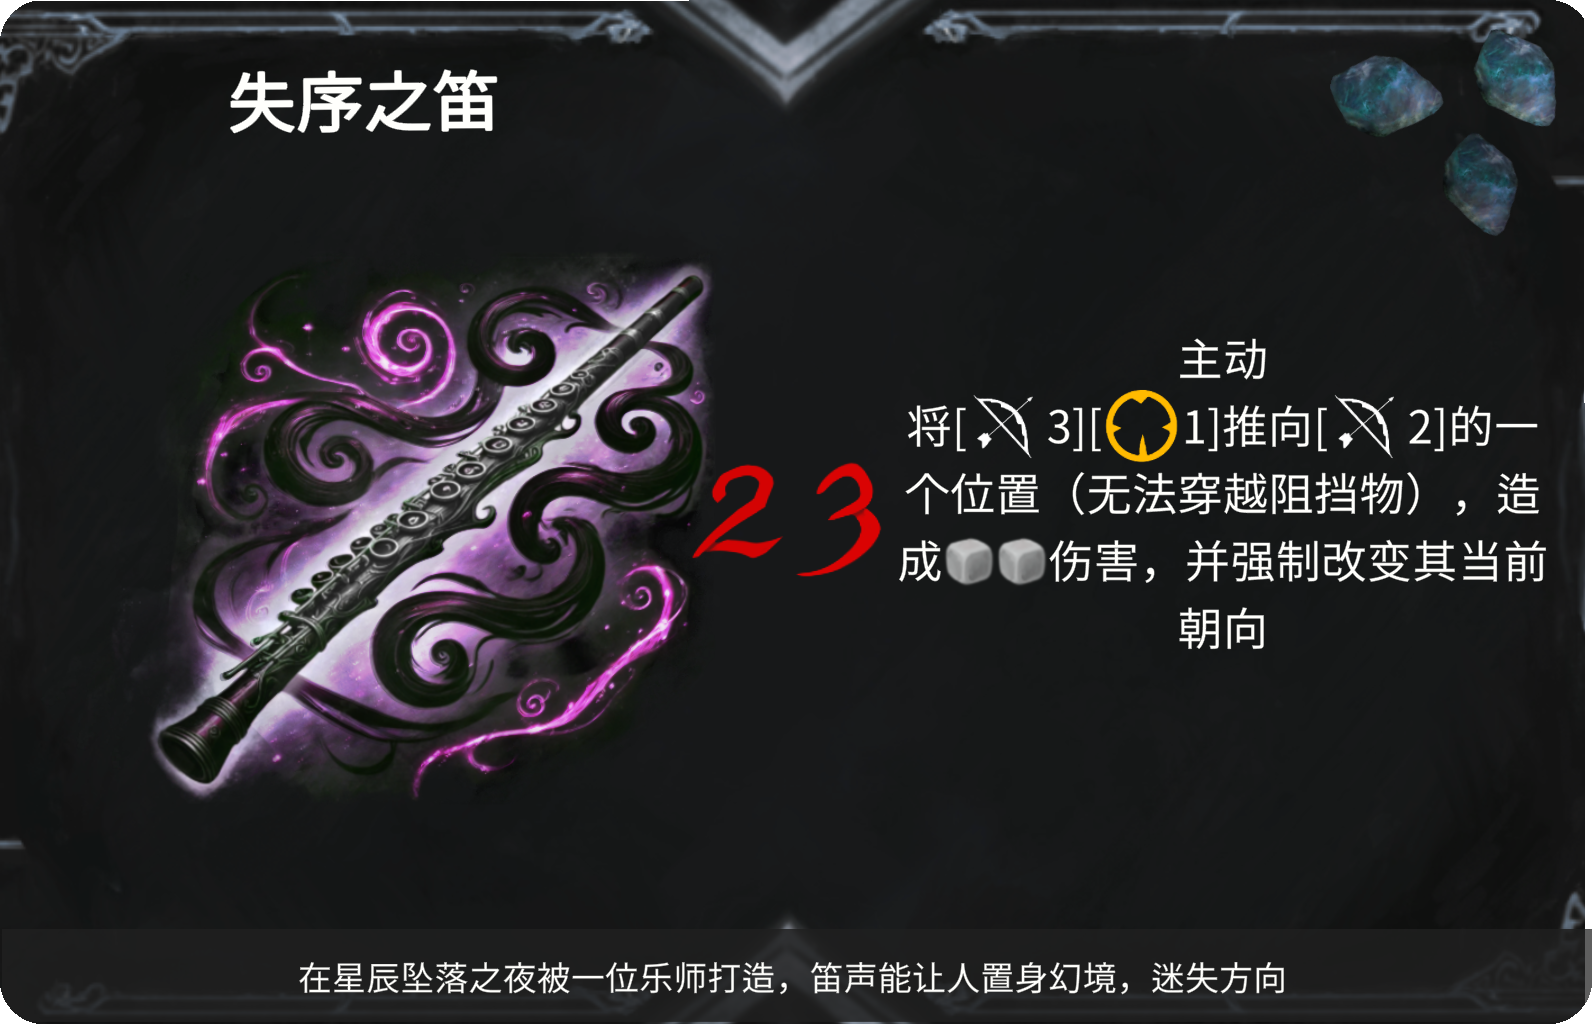 失序之笛
23
主动
将[3][1]推向[2]的一
个位置（无法穿越阻挡物），造
成伤害，并强制改变其当前
朝向
在星辰坠落之夜被一位乐师打造，笛声能让人置身幻境，迷失方向